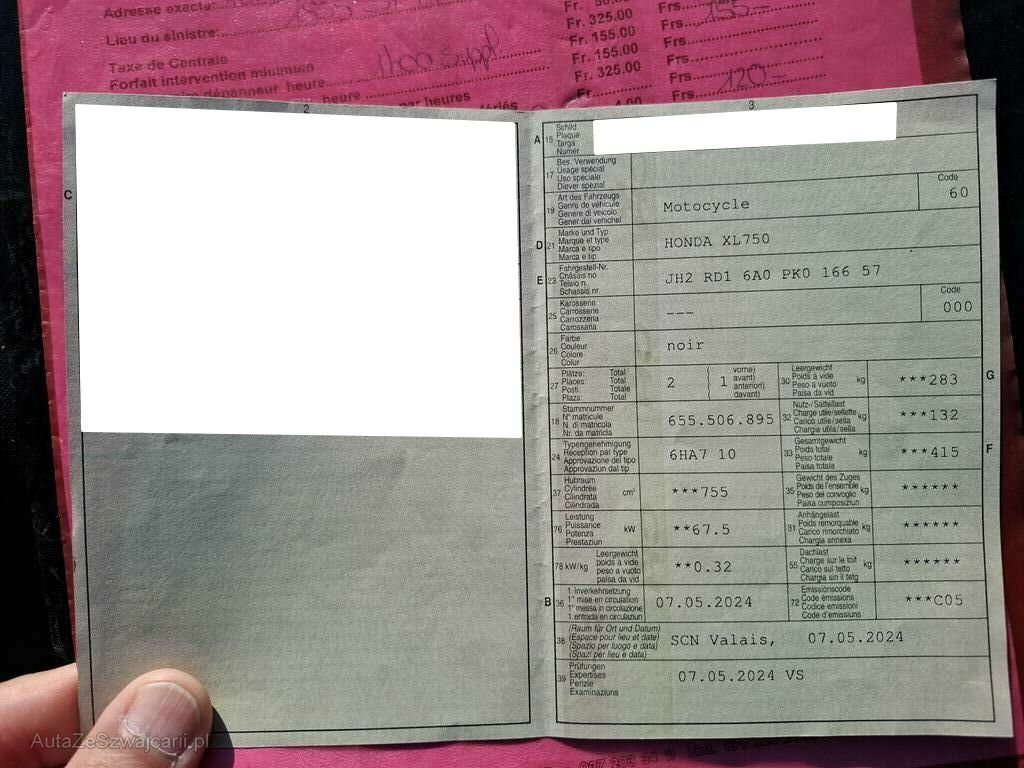 Adresse exacte:
Lieu du sinistre:
Taxe de Centrale
Forfait intervention minimum
dépanneur heure
heure
par heures
fériés
Fr. 325.00
Fr. 155.00
Fr. 155.00
Fr. 325.00
Frs.
Frs.
Frs. 120.-
2
3
C
A 15 Schild
Plaque
Targa
Numer
17 Bes. Verwendung
Usage spécial
Uso speciale
Diever spezial
19 Art des Fahrzeugs
Genre de véhicule
Genere di veicolo
Gener dal vehichel
Motocycle
Code
60
D 21 Marke und Typ
Marque et type
Marca e tipo
Marca e tip
HONDA XL750
E 23 Fahrgestell-Nr.
Châssis no
Telaio n.
Schassis nr.
JH2 RD1 6A0 PK0 166 57
25 Karosserie
Carrosserie
Carrozzeria
Carossaria
---
Code
000
26 Farbe
Couleur
Colore
Colur
noir
27 Plätze: Total
Places: Total
Posti: Totale
Plazs: Total
2 ( 1 vorne)
avant)
anteriori)
davant)
30 Leergewicht
Poids à vide
Peso a vuoto
Paisa da vid
kg
***283
G
18 Stammnummer
N° matricule
N. di matricola
Nr. da matricla
655.506.895
32 Nutz-/Sattellast
Charge utile/sellette
Carico utile/sella
Chargia utila/sella
kg
***132
24 Typengenehmigung
Réception par type
Approvazione del tipo
Approvaziun dal tip
6HA7 10
33 Gesamtgewicht
Poids total
Peso totale
Paisa totala
kg
***415
F
37 Hubraum
Cylindrée
Cilindrata
Cilindrada
cm³
***755
35 Gewicht des Zuges
Poids de l'ensemble
Peso del convoglio
Paisa cumposiziun
kg
******
76 Leistung
Puissance
Potenza
Prestaziun
kW
**67.5
31 Anhängelast
Poids remorquable
Carico rimorchiato
Chargia annexa
kg
******
78 kW/kg
Leergewicht
poids à vide
peso a vuoto
paisa da vid
**0.32
55 Dachlast
Charge sur le toit
Carico sul tetto
Chargia sin il tetg
kg
******
B 36 1. Inverkehrsetzung
1re mise en circulation
1a messa in circolazione
1. entrada en circulaziun
07.05.2024
72 Emissionscode
Code émissions
Codice emissioni
Code d'emissiuns
***C05
38 (Raum für Ort und Datum)
(Espace pour lieu et date)
(Spazio per luogo e data)
(Spazi per lieu e data)
SCN Valais, 07.05.2024
39 Prüfungen
Expertises
Perizie
Examinaziuns
07.05.2024 VS
AutaZeSzwajcarii.pl